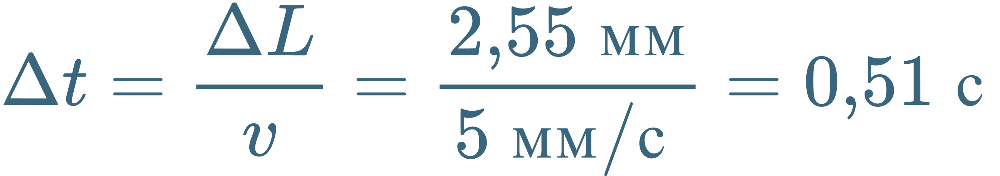 Δt = ΔL / v = 2,55 мм / 5 мм/с = 0,51 с